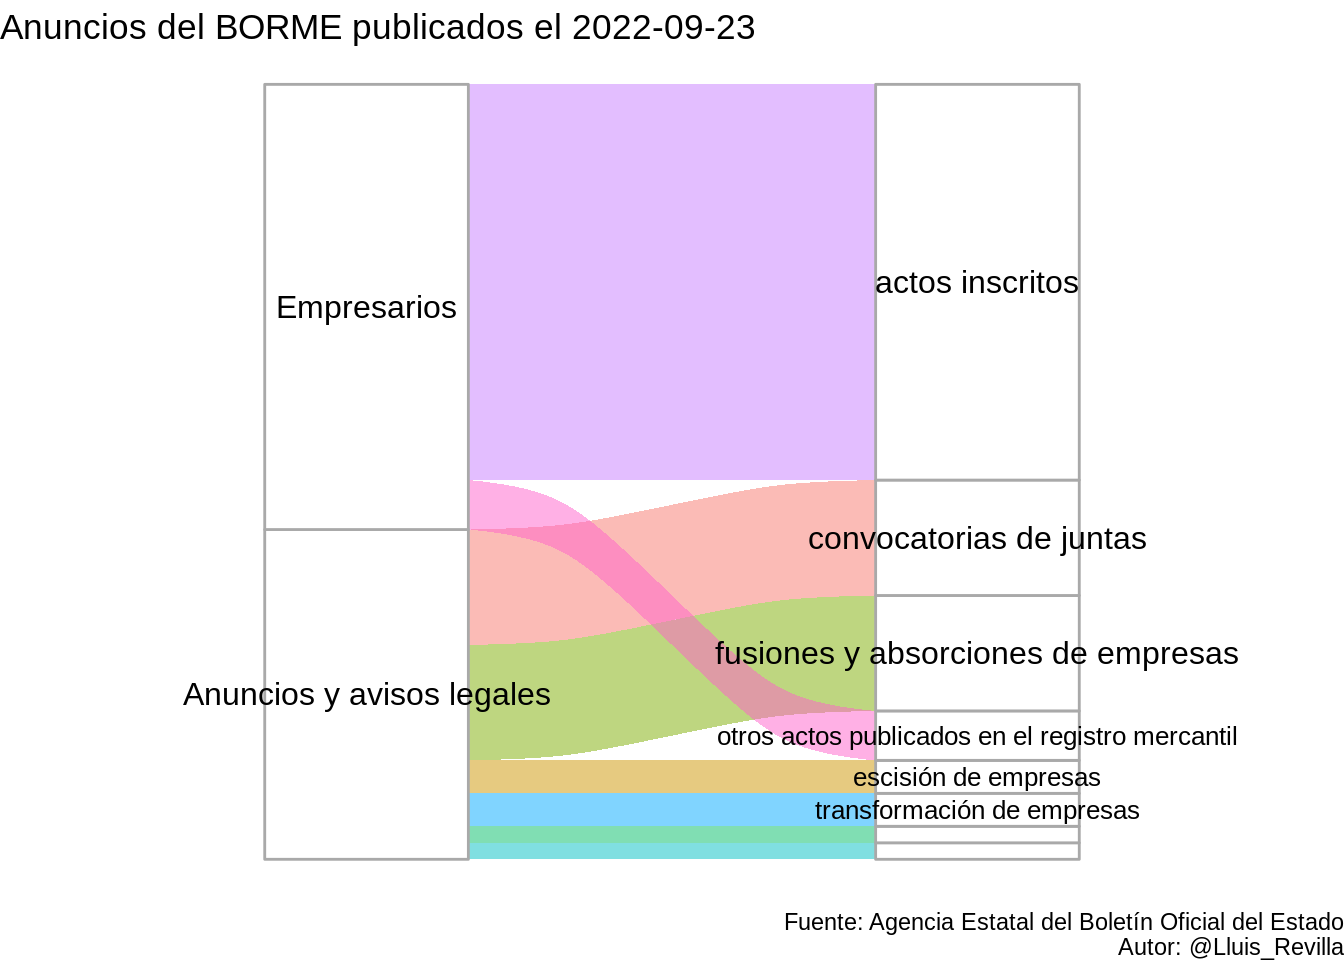 Anuncios del BORME publicados el 2022-09-23
Empresarios
Anuncios y avisos legales
actos inscritos
convocatorias de juntas
fusiones y absorciones de empresas
otros actos publicados en el registro mercantil
escisión de empresas
transformación de empresas
Fuente: Agencia Estatal del Boletín Oficial del Estado
Autor: @Lluis_Revilla